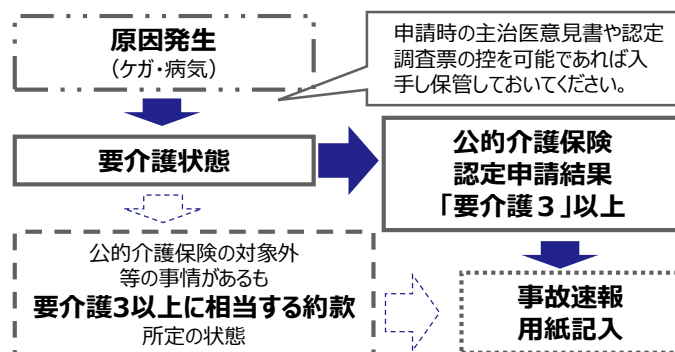 原因発生
(ケガ・病気)
申請時の主治医意見書や認定
調査票の控を可能であれば入
手し保管しておいてください。
要介護状態
公的介護保険
認定申請結果
「要介護３」以上
公的介護保険の対象外
等の事情があるも
要介護3以上に相当する約款
所定の状態
事故速報
用紙記入